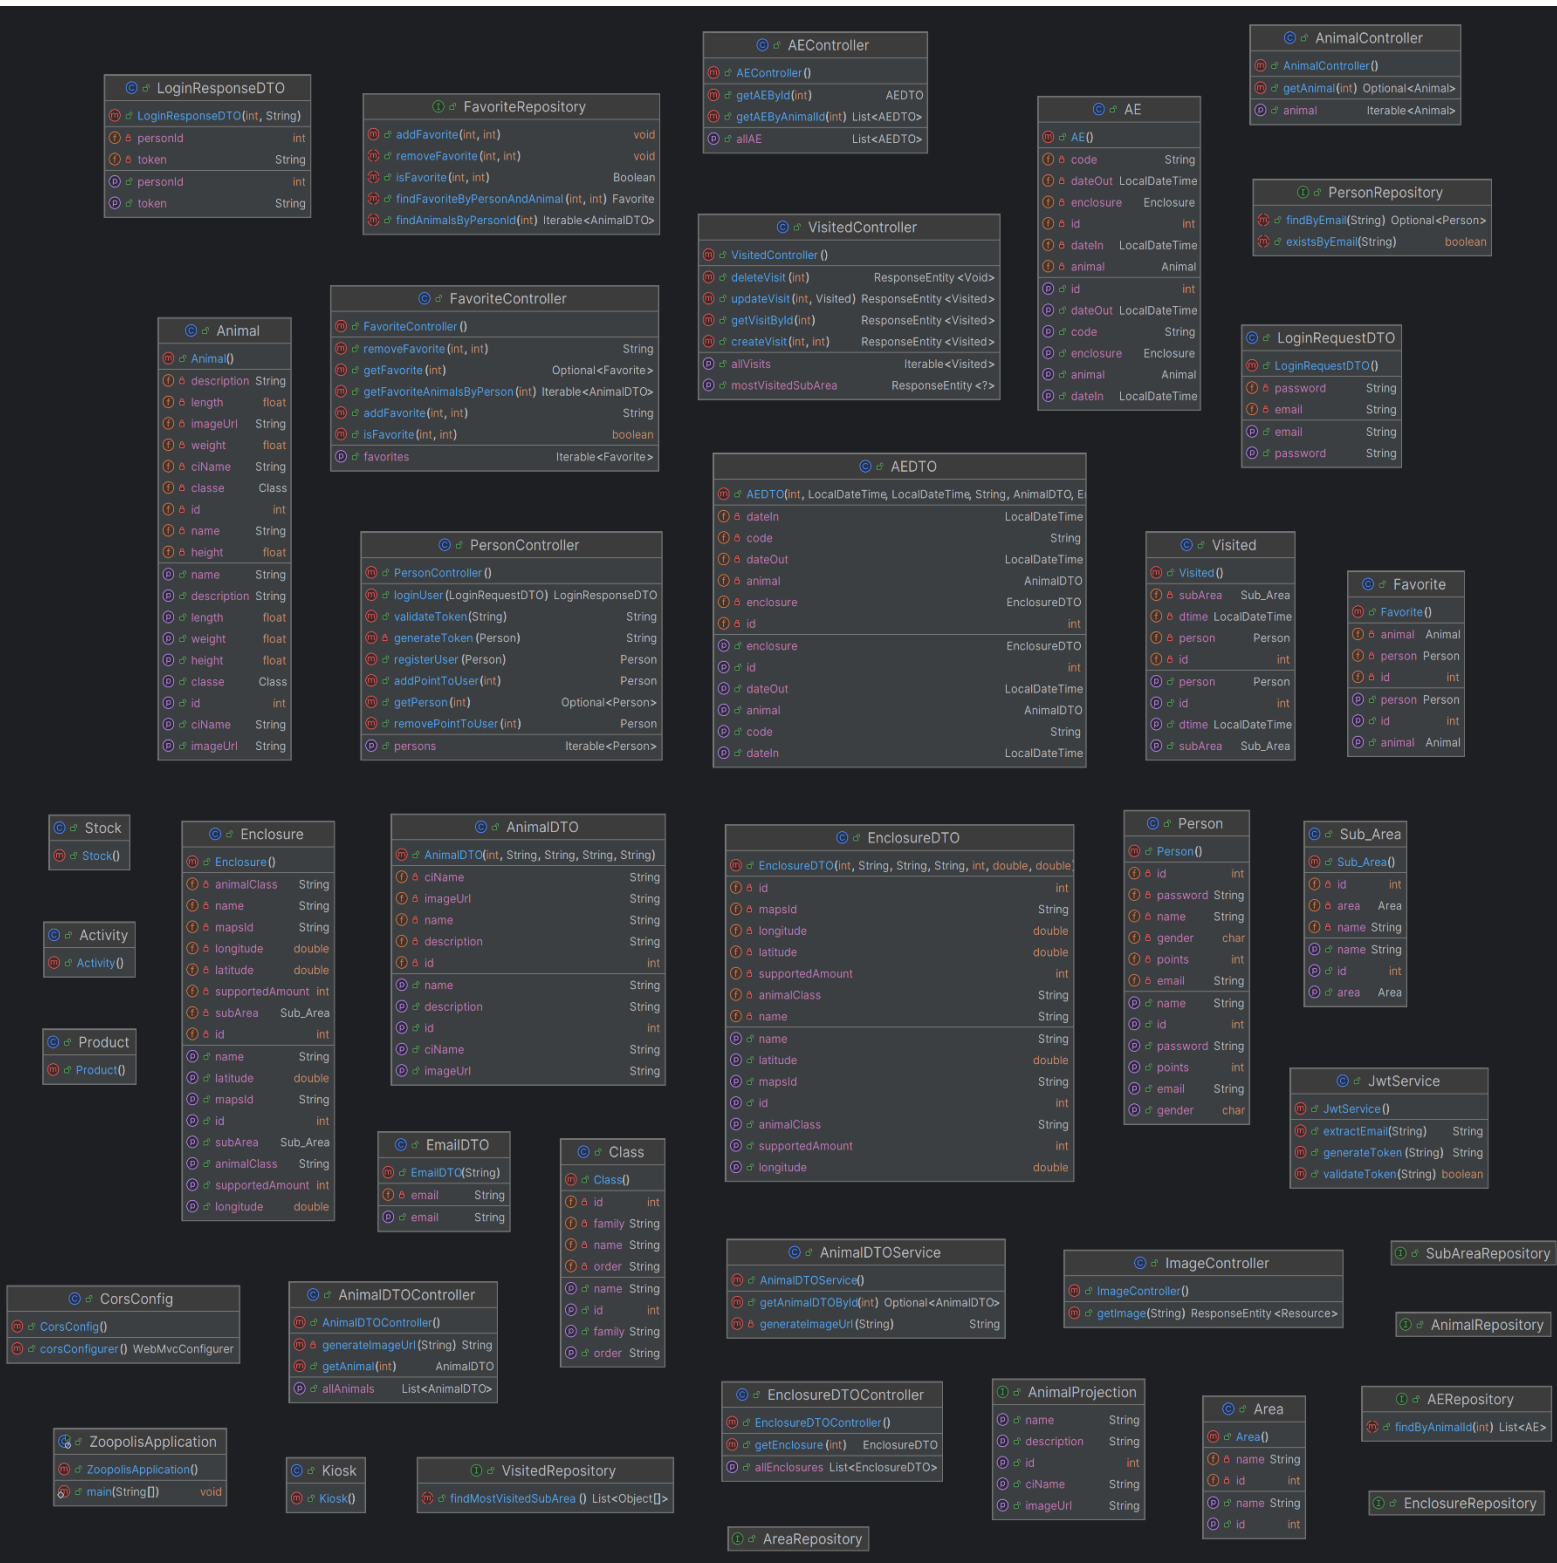 LoginResponseDTO
LoginResponseDTO(int, String)
personId int
token String
personId int
token String
FavoriteRepository
addFavorite(int, int) void
removeFavorite(int, int) void
isFavorite(int, int) Boolean
findFavoriteByPersonAndAnimal(int, int) Favorite
findAnimalsByPersonId(int) Iterable<AnimalDTO>
AEController
AEController()
getAEById(int) AEDTO
getAEByAnimalId(int) List<AEDTO>
allAE List<AEDTO>
AE
AE()
code String
dateOut LocalDateTime
enclosure Enclosure
id int
dateIn LocalDateTime
animal Animal
id int
dateOut LocalDateTime
code String
enclosure Enclosure
animal Animal
dateIn LocalDateTime
AnimalController
AnimalController()
getAnimal(int) Optional<Animal>
animal Iterable<Animal>
PersonRepository
findByEmail(String) Optional<Person>
existsByEmail(String) boolean
VisitedController
VisitedController()
deleteVisit(int) ResponseEntity<Void>
updateVisit(int, Visited) ResponseEntity<Visited>
getVisitById(int) ResponseEntity<Visited>
createVisit(int, int) ResponseEntity<Visited>
allVisits Iterable<Visited>
mostVisitedSubArea ResponseEntity<?>
FavoriteController
FavoriteController()
removeFavorite(int, int) String
getFavorite(int) Optional<Favorite>
getFavoriteAnimalsByPerson(int) Iterable<AnimalDTO>
addFavorite(int, int) String
isFavorite(int, int) boolean
favorites Iterable<Favorite>
Animal
Animal()
description String
length float
imageUrl String
weight float
ciName String
classe Class
id int
name String
height float
name String
description String
length float
weight float
height float
classe Class
id int
ciName String
imageUrl String
LoginRequestDTO
LoginRequestDTO()
password String
email String
email String
password String
AEDTO
AEDTO(int, LocalDateTime, LocalDateTime, String, AnimalDTO, E
dateIn LocalDateTime
code String
dateOut LocalDateTime
animal AnimalDTO
enclosure EnclosureDTO
id int
enclosure EnclosureDTO
id int
dateOut LocalDateTime
animal AnimalDTO
code String
dateIn LocalDateTime
PersonController
PersonController()
loginUser(LoginRequestDTO) LoginResponseDTO
validateToken(String) String
generateToken(Person) String
registerUser(Person) Person
addPointToUser(int) Person
getPerson(int) Optional<Person>
removePointToUser(int) Person
persons Iterable<Person>
Visited
Visited()
subArea Sub_Area
dtime LocalDateTime
person Person
id int
person Person
id int
dtime LocalDateTime
subArea Sub_Area
Favorite
Favorite()
animal Animal
person Person
id int
person Person
id int
animal Animal
Stock
Stock()
Activity
Activity()
Product
Product()
Enclosure
Enclosure()
animalClass String
name String
mapsId String
longitude double
latitude double
supportedAmount int
subArea Sub_Area
id int
name String
latitude double
mapsId String
id int
subArea Sub_Area
animalClass String
supportedAmount int
longitude double
AnimalDTO
AnimalDTO(int, String, String, String, String)
ciName String
imageUrl String
name String
description String
id int
name String
description String
id int
ciName String
imageUrl String
EnclosureDTO
EnclosureDTO(int, String, String, String, int, double, double)
id int
mapsId String
longitude double
latitude double
supportedAmount int
animalClass String
name String
name String
latitude double
mapsId String
id int
animalClass String
supportedAmount int
longitude double
Person
Person()
id int
password String
name String
gender char
points int
email String
name String
id int
password String
points int
email String
gender char
Sub_Area
Sub_Area()
id int
area Area
name String
name String
id int
area Area
JwtService
JwtService()
extractEmail(String) String
generateToken(String) String
validateToken(String) boolean
EmailDTO
EmailDTO(String)
email String
email String
Class
Class()
id int
family String
name String
order String
name String
id int
family String
order String
AnimalDTOService
AnimalDTOService()
getAnimalDTOById(int) Optional<AnimalDTO>
generateImageUrl(String) String
ImageController
ImageController()
getImage(String) ResponseEntity<Resource>
SubAreaRepository
AnimalRepository
CorsConfig
CorsConfig()
corsConfigurer() WebMvcConfigurer
AnimalDTOController
AnimalDTOController()
generateImageUrl(String) String
getAnimal(int) AnimalDTO
allAnimals List<AnimalDTO>
EnclosureDTOController
EnclosureDTOController()
getEnclosure(int) EnclosureDTO
allEnclosures List<EnclosureDTO>
AnimalProjection
name String
description String
id int
ciName String
imageUrl String
Area
Area()
name String
id int
name String
id int
AERepository
findByAnimalId(int) List<AE>
ZoopolisApplication
ZoopolisApplication()
main(String[]) void
Kiosk
Kiosk()
VisitedRepository
findMostVisitedSubArea() List<Object[]>
EnclosureRepository
AreaRepository